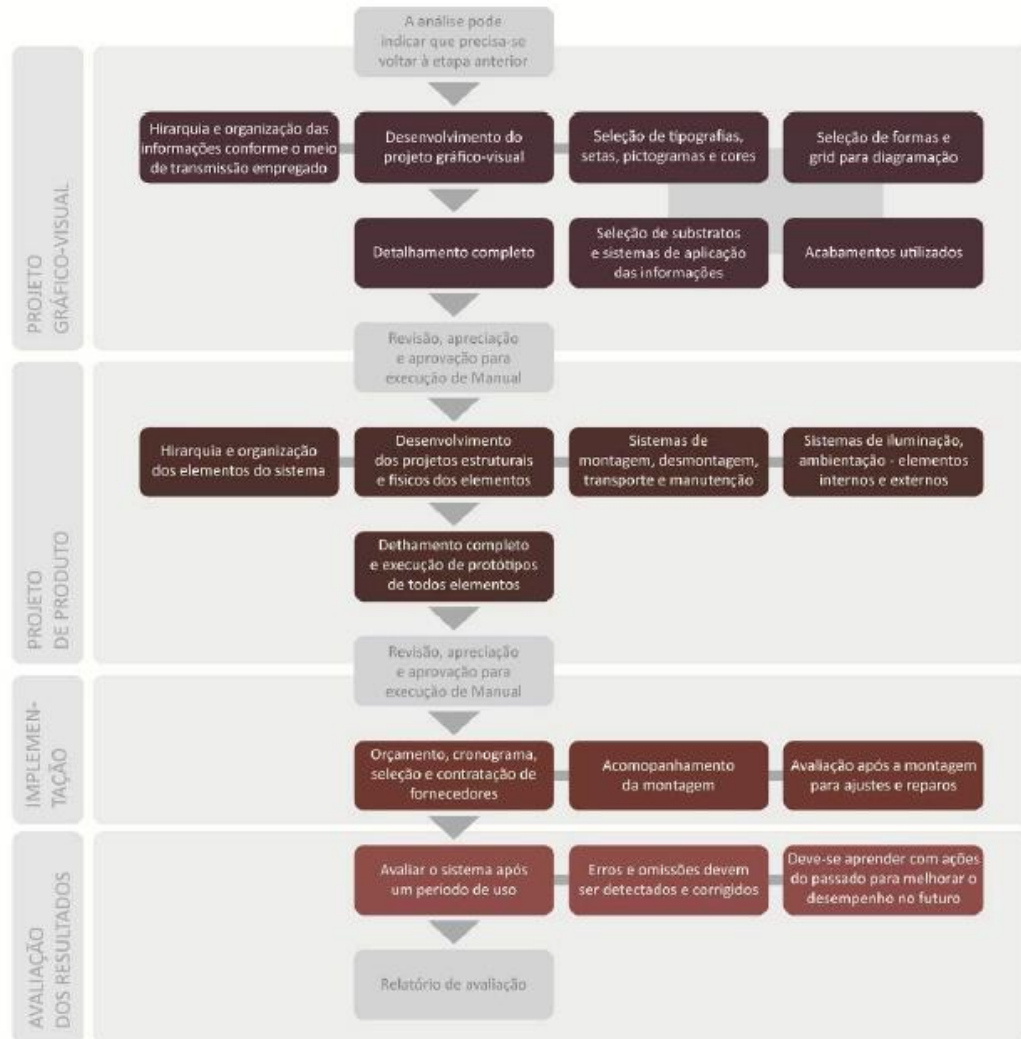 A análise pode
indicar que precisa-se
voltar à etapa anterior
PROJETO
GRÁFICO-VISUAL
Hirarquia e organização das
informações conforme o meio
de transmissão empregado
Desenvolvimento do
projeto gráfico-visual
Seleção de tipografias,
setas, pictogramas e cores
Seleção de formas e
grid para diagramação
Detalhamento completo
Seleção de substratos
e sistemas de aplicação
das informações
Acabamentos utilizados
Revisão, apreciação
e aprovação para
execução de Manual
PROJETO
DE PRODUTO
Hirarquia e organização
dos elementos do sistema
Desenvolvimento
dos projetos estruturais
e físicos dos elementos
Sistemas de
montagem, desmontagem,
transporte e manutenção
Sistemas de iluminação,
ambientação - elementos
internos e externos
Dethamento completo
e execução de protótipos
de todos elementos
Revisão, apreciação
e aprovação para
execução de Manual
IMPLEMEN-
TAÇÃO
Orçamento, cronograma,
seleção e contratação de
fornecedores
Acomopanhamento
da montagem
Avaliação após a montagem
para ajustes e reparos
AVALIAÇÃO
DOS RESULTADOS
Avaliar o sistema após
um período de uso
Erros e omissões devem
ser detectados e corrigidos
Deve-se aprender com ações
do passado para melhorar o
desempenho no futuro
Relatório de avaliação